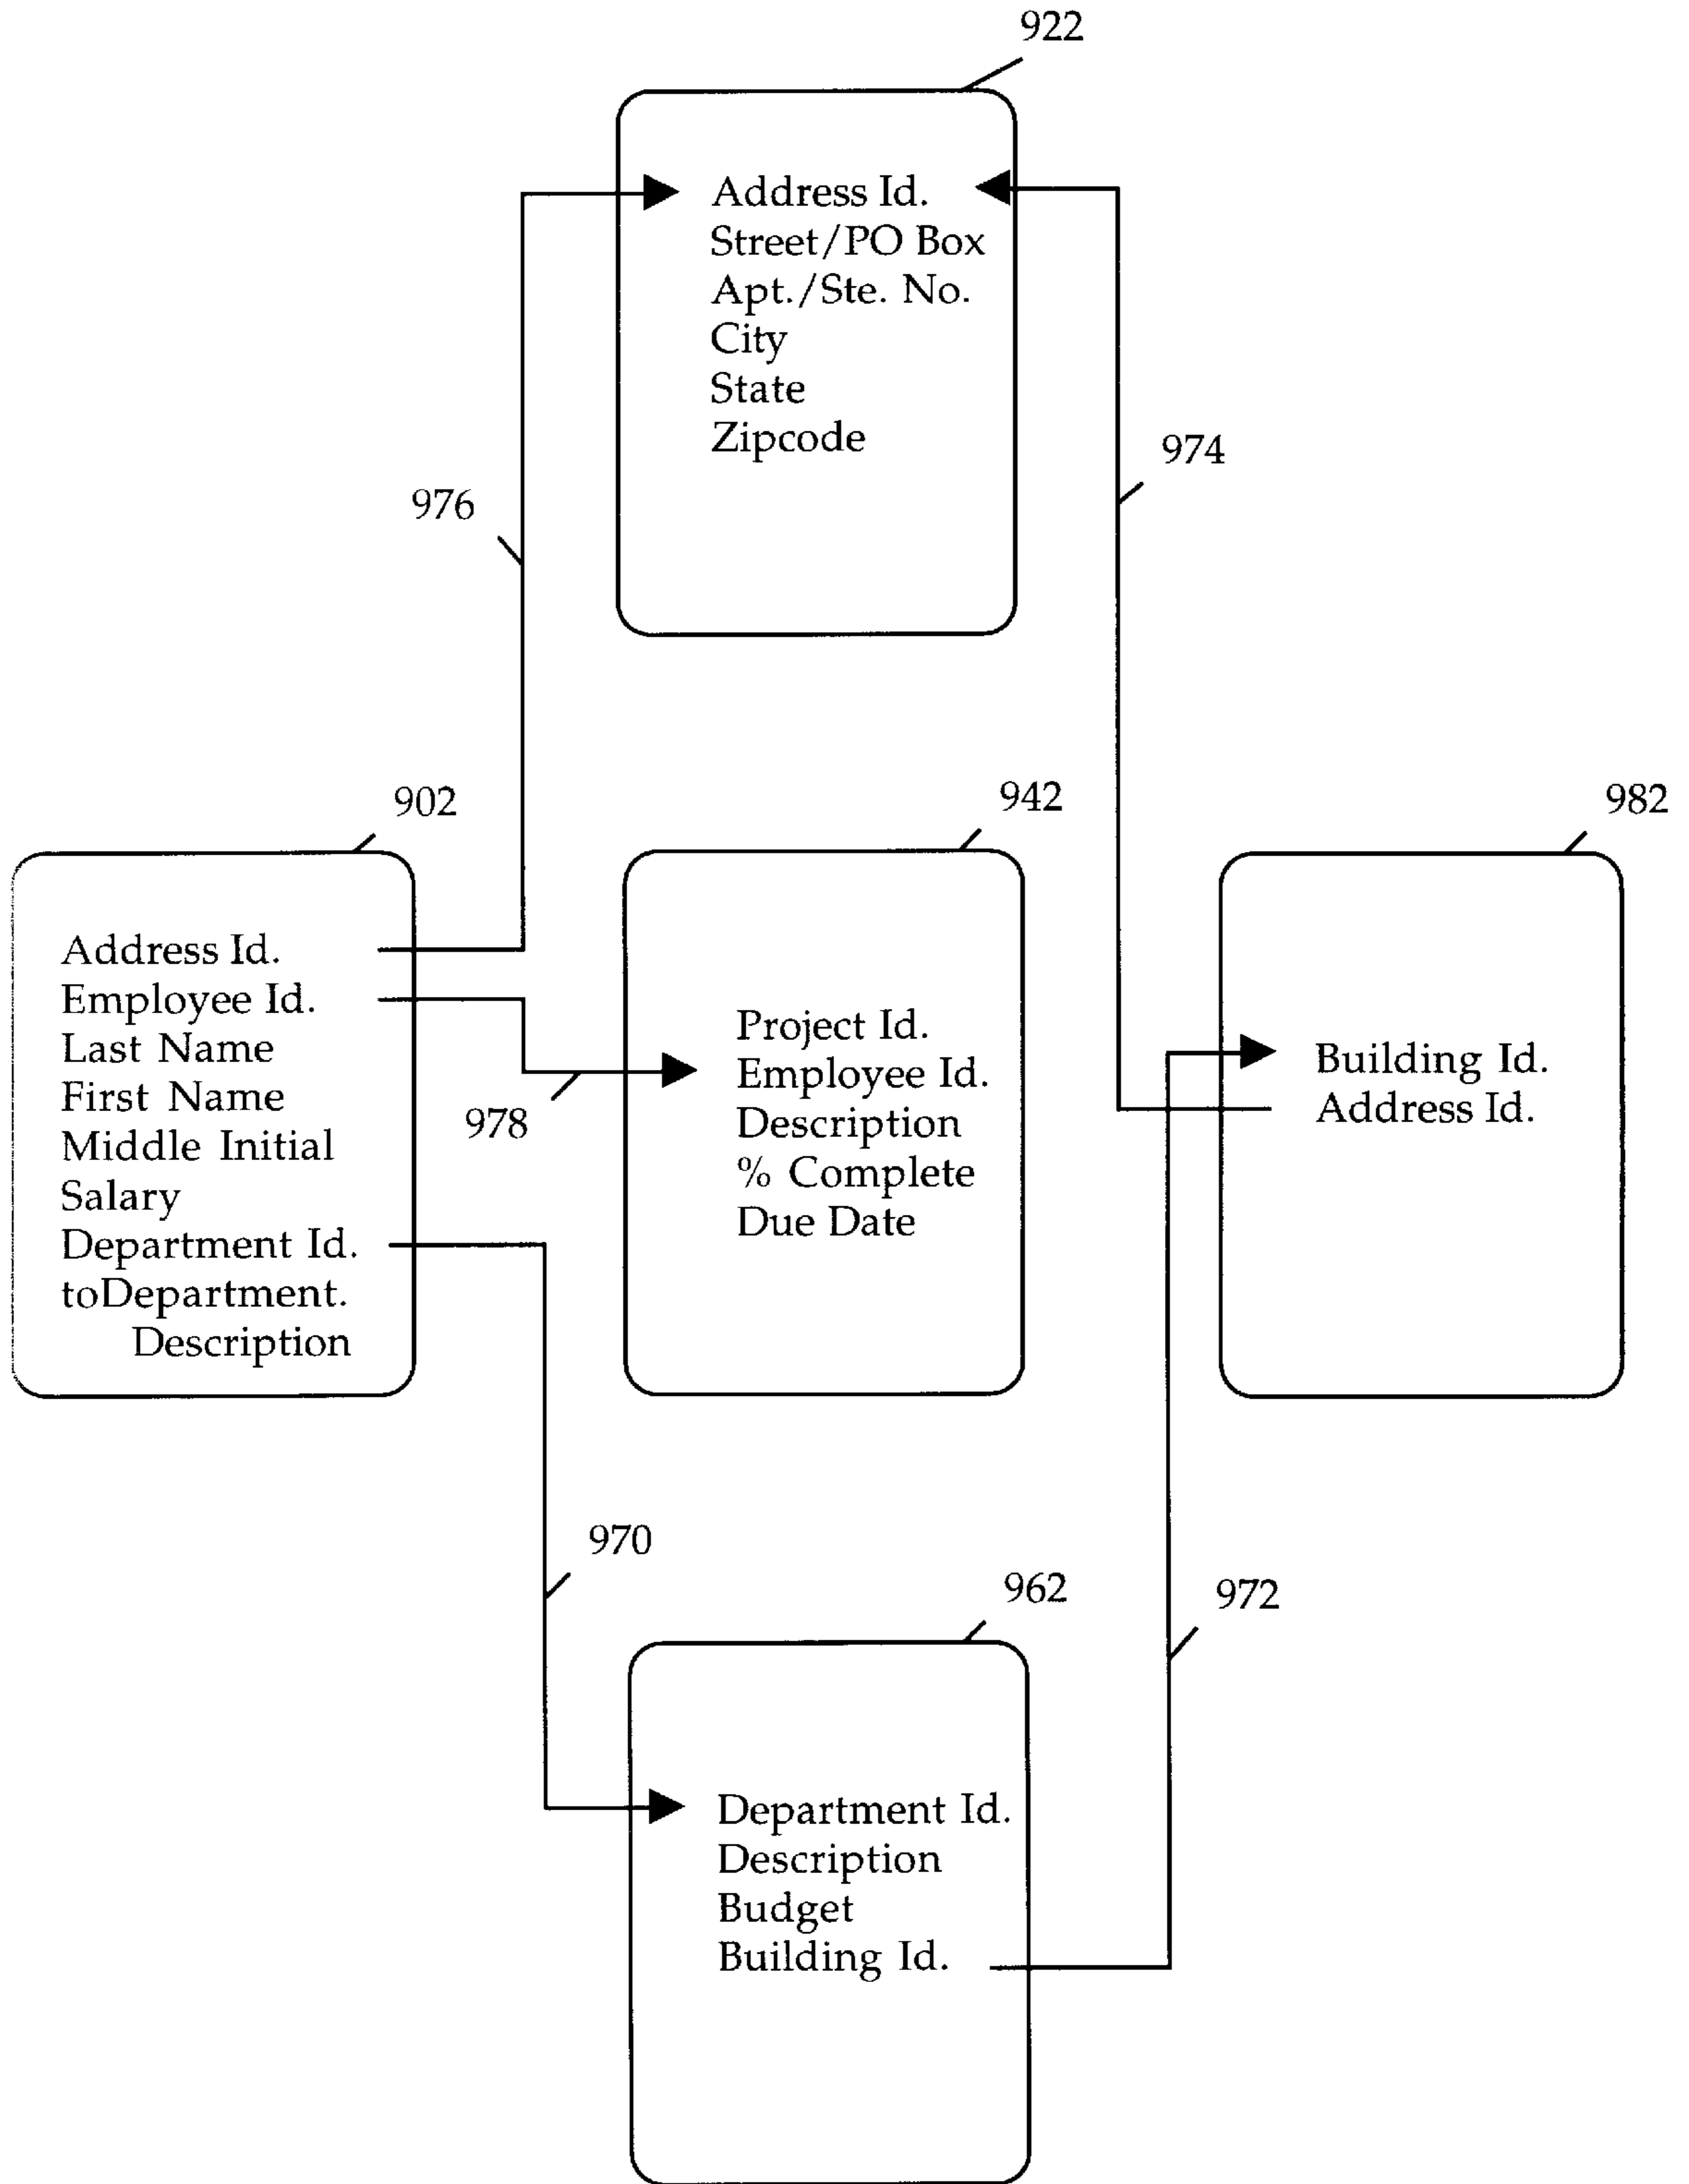 922
Address Id.
Street/PO Box
Apt./Ste. No.
City
State
Zipcode
974
976
902
942
982
Address Id.
Employee Id.
Last Name
First Name
Middle Initial
Salary
Department Id.
toDepartment.
Description
978
Project Id.
Employee Id.
Description
% Complete
Due Date
Building Id.
Address Id.
970
962
972
Department Id.
Description
Budget
Building Id.